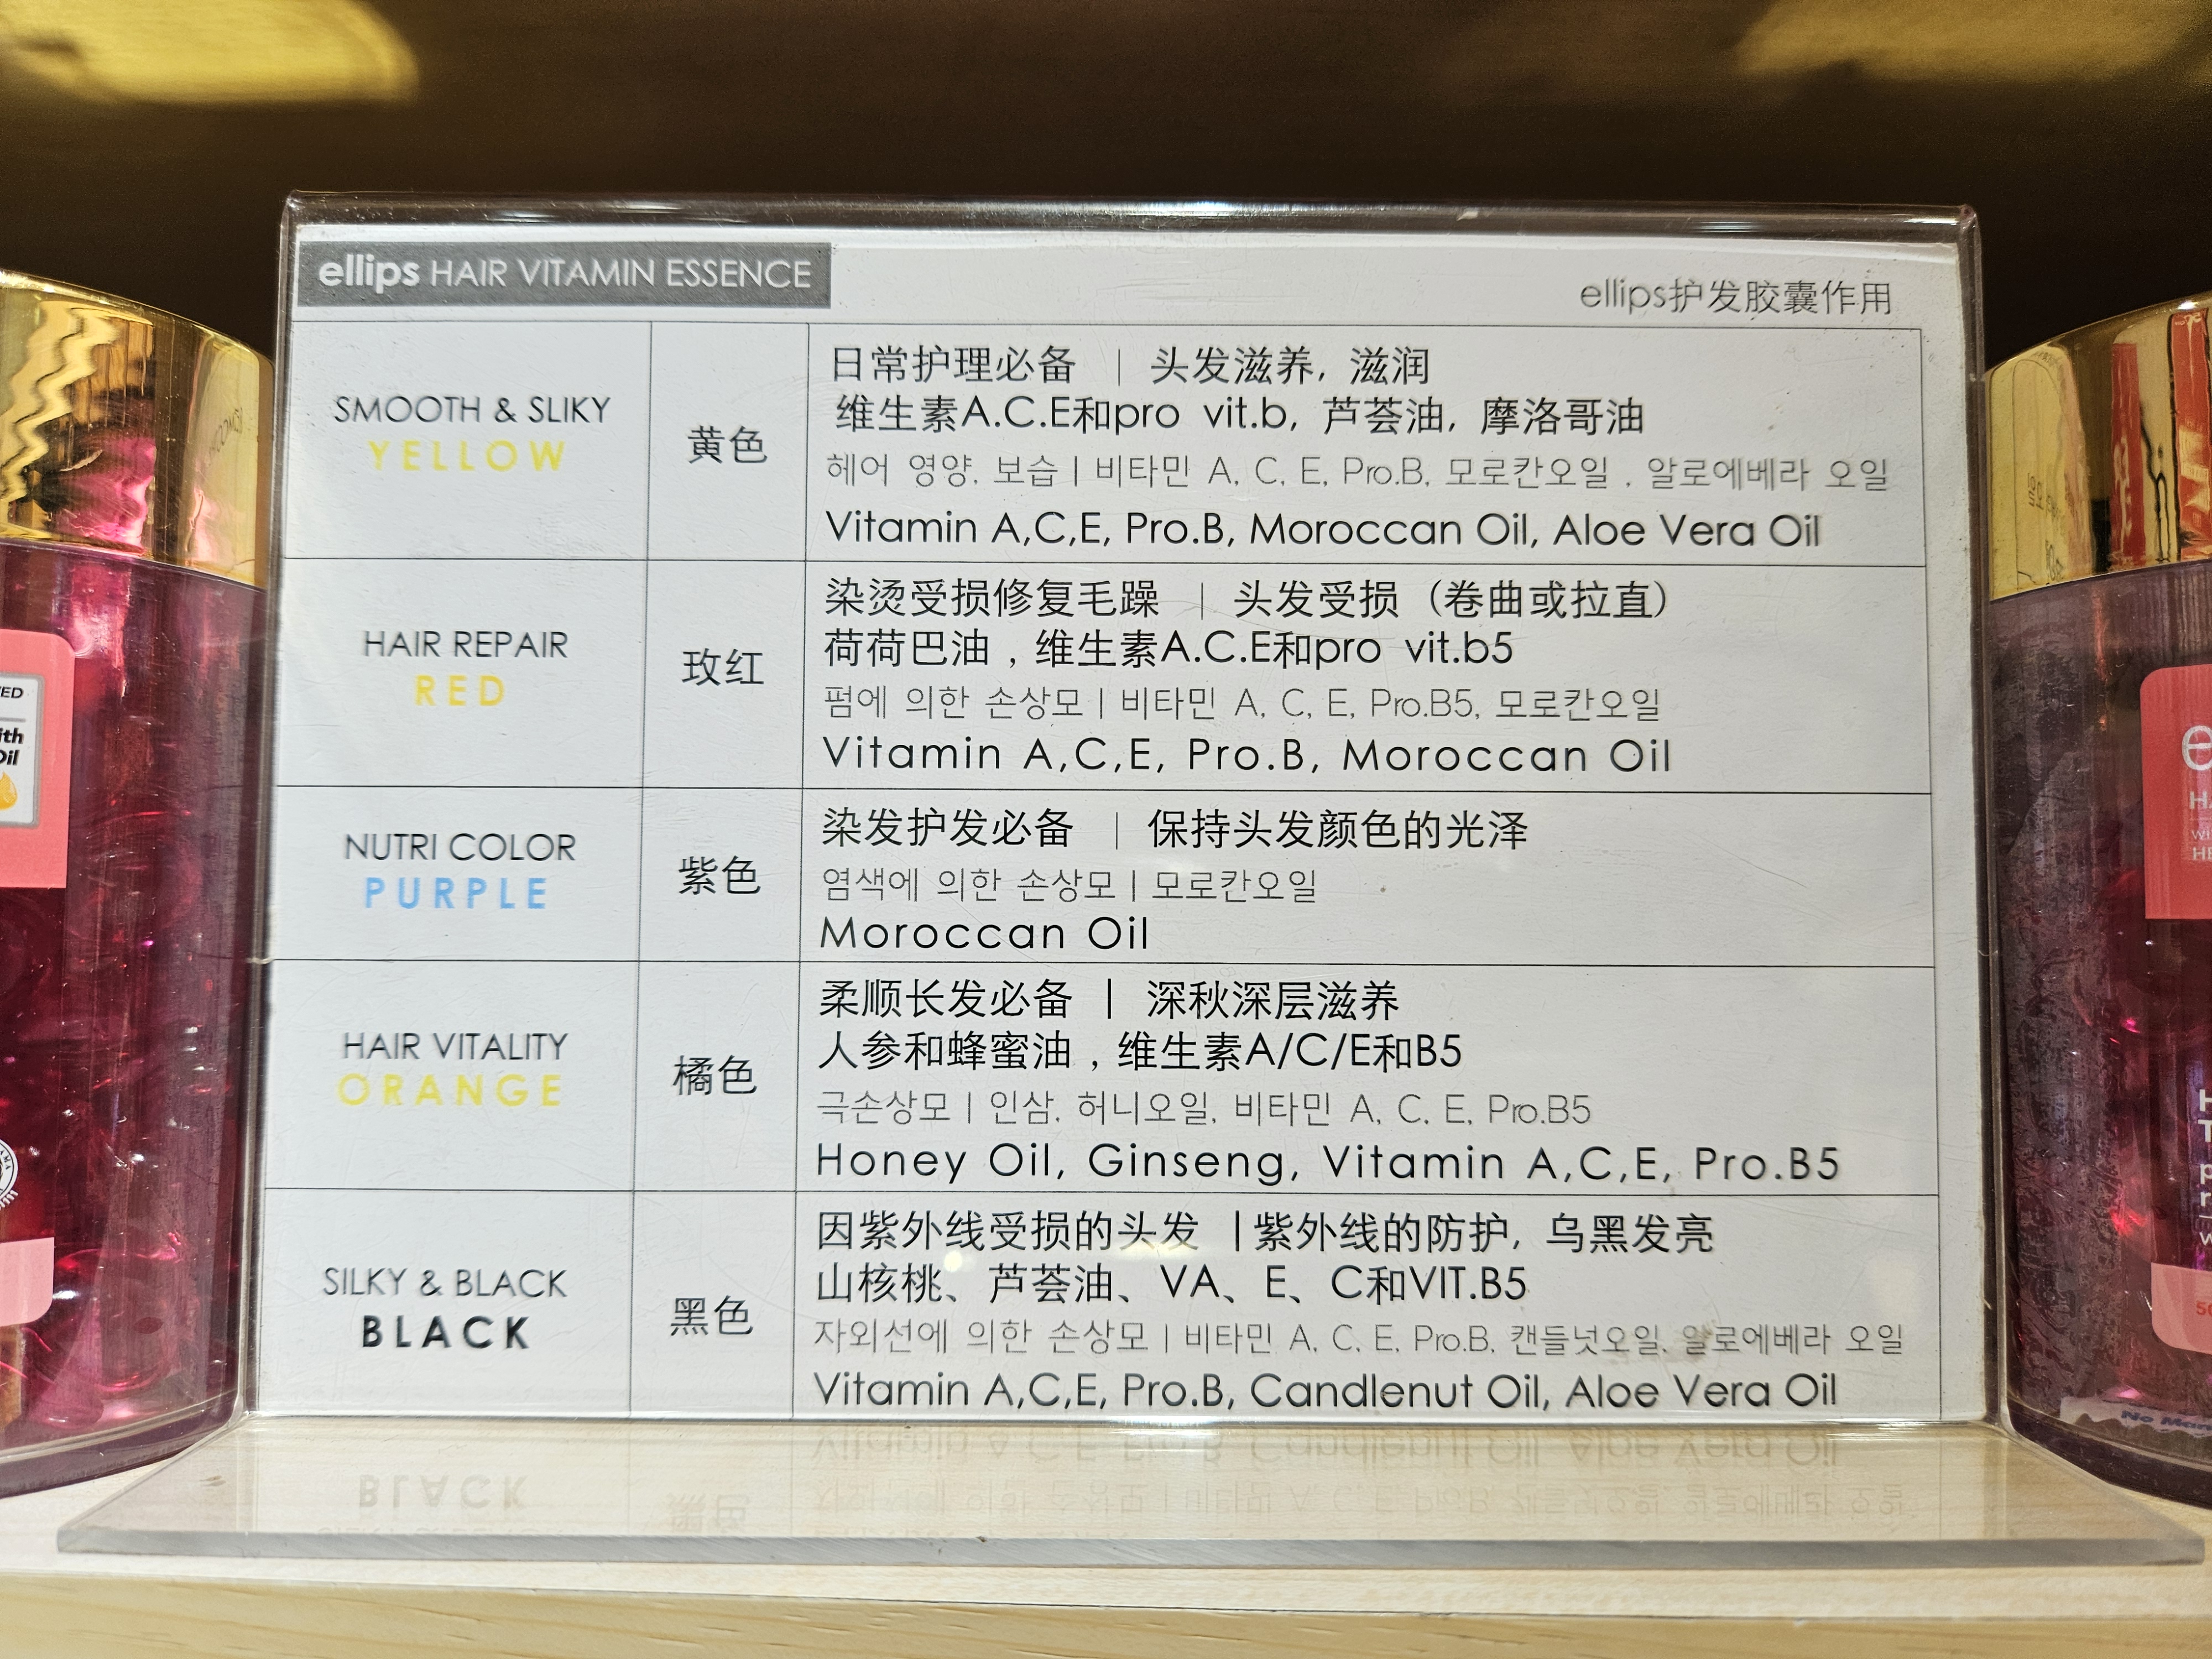 ellips HAIR VITAMIN ESSENCE
ellips护发胶囊作用
SMOOTH & SLIKY
YELLOW
黄色
日常护理必备 | 头发滋养, 滋润
维生素A.C.E和pro vit.b, 芦荟油, 摩洛哥油
헤어 영양, 보습 | 비타민 A, C, E, Pro.B, 모로칸오일 , 알로에베라 오일
Vitamin A,C,E, Pro.B, Moroccan Oil, Aloe Vera Oil
HAIR REPAIR
RED
玫红
染烫受损修复毛躁 | 头发受损 (卷曲或拉直)
荷荷巴油 , 维生素A.C.E和pro vit.b5
펌에 의한 손상모 | 비타민 A, C, E, Pro.B5, 모로칸오일
Vitamin A,C,E, Pro.B, Moroccan Oil
NUTRI COLOR
PURPLE
紫色
染发护发必备 | 保持头发颜色的光泽
염색에 의한 손상모 | 모로칸오일
Moroccan Oil
HAIR VITALITY
ORANGE
橘色
柔顺长发必备 | 深秋深层滋养
人参和蜂蜜油 , 维生素A/C/E和B5
극손상모 | 인삼, 허니오일, 비타민 A, C, E, Pro.B5
Honey Oil, Ginseng, Vitamin A,C,E, Pro.B5
SILKY & BLACK
BLACK
黑色
因紫外线受损的头发 | 紫外线的防护, 乌黑发亮
山核桃、芦荟油、VA、E、C和VIT.B5
자외선에 의한 손상모 | 비타민 A, C, E, Pro.B, 캔들넛오일, 알로에베라 오일
Vitamin A,C,E, Pro.B, Candlenut Oil, Aloe Vera Oil